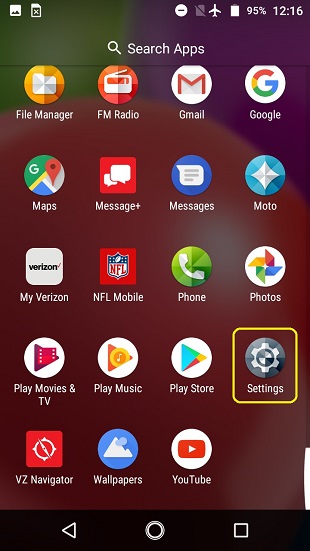 95% 12:16
Search Apps
File Manager FM Radio Gmail Google
Maps Message+ Messages Moto
verizon✓ NFL
My Verizon NFL Mobile Phone Photos
Play Movies & TV Play Music Play Store Settings
VZ Navigator Wallpapers YouTube